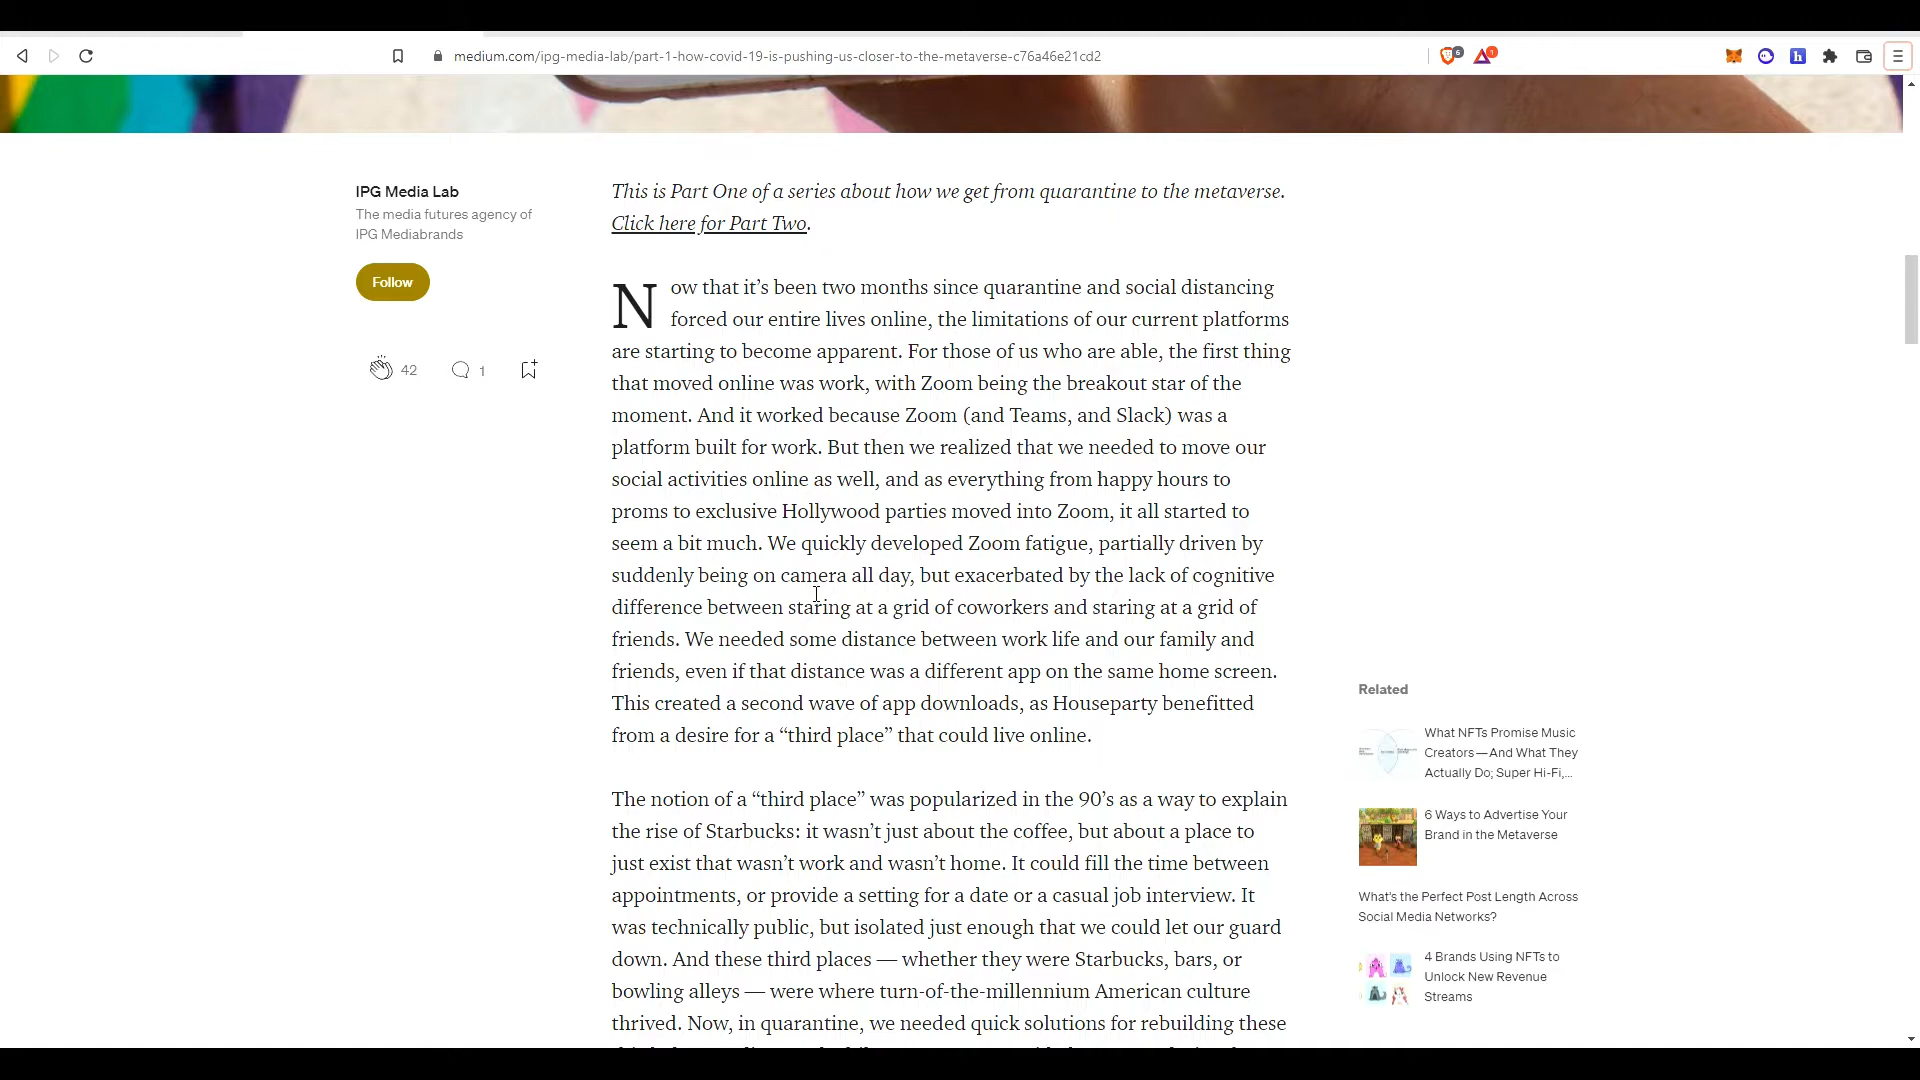 medium.com/ipg-media-lab/part-1-how-covid-19-is-pushing-us-closer-to-the-metaverse-c76a46e21cd2
6
1
h
IPG Media Lab
The media futures agency of
IPG Mediabrands
Follow
42
1
This is Part One of a series about how we get from quarantine to the metaverse.
Click here for Part Two.
Now that it’s been two months since quarantine and social distancing
forced our entire lives online, the limitations of our current platforms
are starting to become apparent. For those of us who are able, the first thing
that moved online was work, with Zoom being the breakout star of the
moment. And it worked because Zoom (and Teams, and Slack) was a
platform built for work. But then we realized that we needed to move our
social activities online as well, and as everything from happy hours to
proms to exclusive Hollywood parties moved into Zoom, it all started to
seem a bit much. We quickly developed Zoom fatigue, partially driven by
suddenly being on camera all day, but exacerbated by the lack of cognitive
difference between staring at a grid of coworkers and staring at a grid of
friends. We needed some distance between work life and our family and
friends, even if that distance was a different app on the same home screen.
This created a second wave of app downloads, as Houseparty benefitted
from a desire for a “third place” that could live online.
The notion of a “third place” was popularized in the 90’s as a way to explain
the rise of Starbucks: it wasn’t just about the coffee, but about a place to
just exist that wasn’t work and wasn’t home. It could fill the time between
appointments, or provide a setting for a date or a casual job interview. It
was technically public, but isolated just enough that we could let our guard
down. And these third places — whether they were Starbucks, bars, or
bowling alleys — were where turn-of-the-millennium American culture
thrived. Now, in quarantine, we needed quick solutions for rebuilding these
Related
What NFTs Promise Music
Creators — And What They
Actually Do; Super Hi-Fi,...
6 Ways to Advertise Your
Brand in the Metaverse
What’s the Perfect Post Length Across
Social Media Networks?
4 Brands Using NFTs to
Unlock New Revenue
Streams